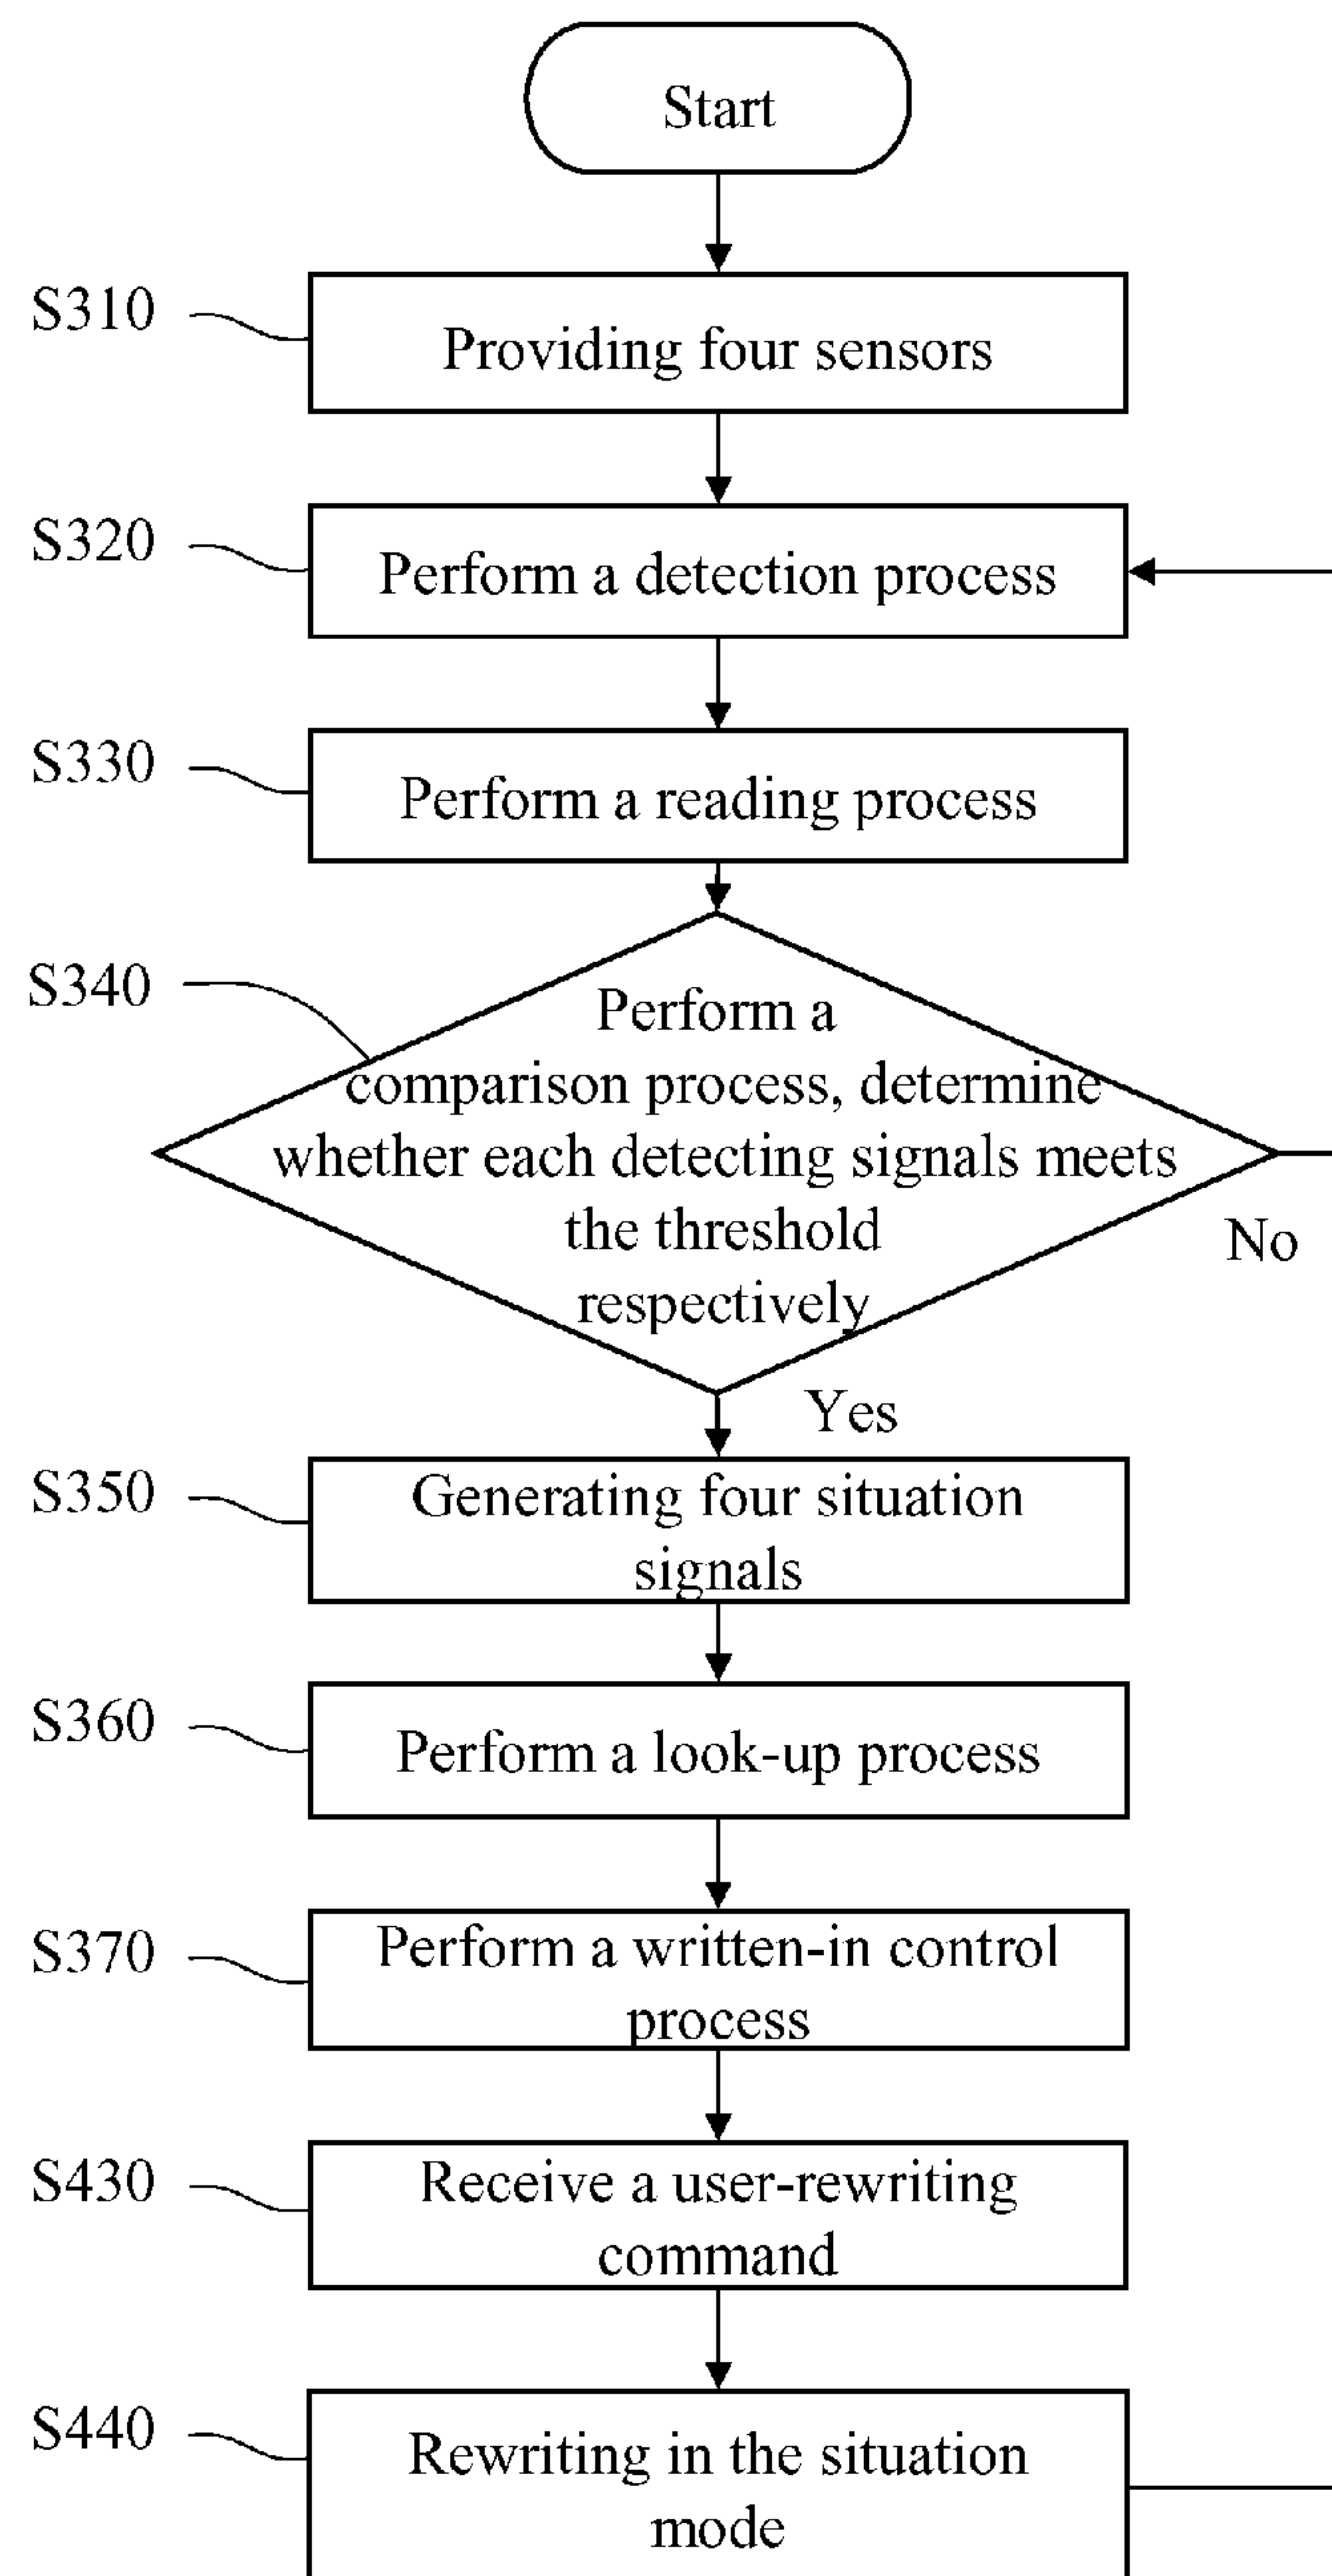 Start
S310
Providing four sensors
S320
Perform a detection process
S330
Perform a reading process
S340
Perform a
comparison process, determine
whether each detecting signals meets
the threshold
respectively
No
Yes
S350
Generating four situation
signals
S360
Perform a look-up process
S370
Perform a written-in control
process
S430
Receive a user-rewriting
command
S440
Rewriting in the situation
mode